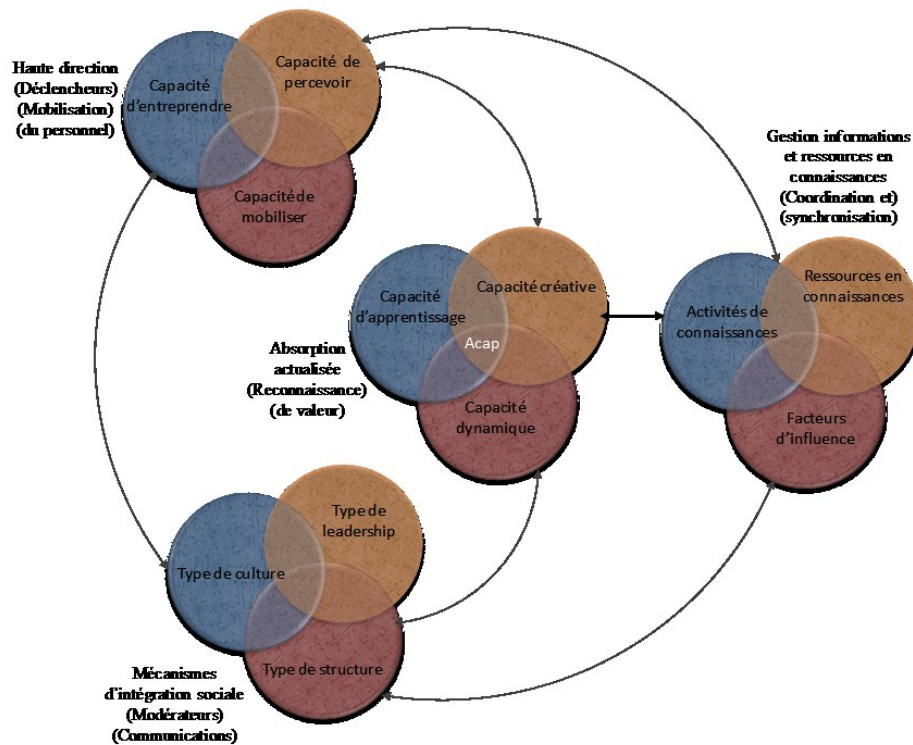 Haute direction
(Déclencheurs)
(Mobilisation)
(du personnel)
Capacité
d'entreprendre
Capacité de
percevoir
Capacité de
mobiliser
Gestion informations
et ressources en
connaissances
(Coordination et)
(synchronisation)
Capacité
d'apprentissage
Capacité créative
Acap
Capacité
dynamique
Absorption
actualisée
(Reconnaissance)
(de valeur)
Activités de
connaissances
Ressources en
connaissances
Facteurs
d'influence
Type de
leadership
Type de culture
Type de structure
Mécanismes
d'intégration sociale
(Modérateurs)
(Communications)